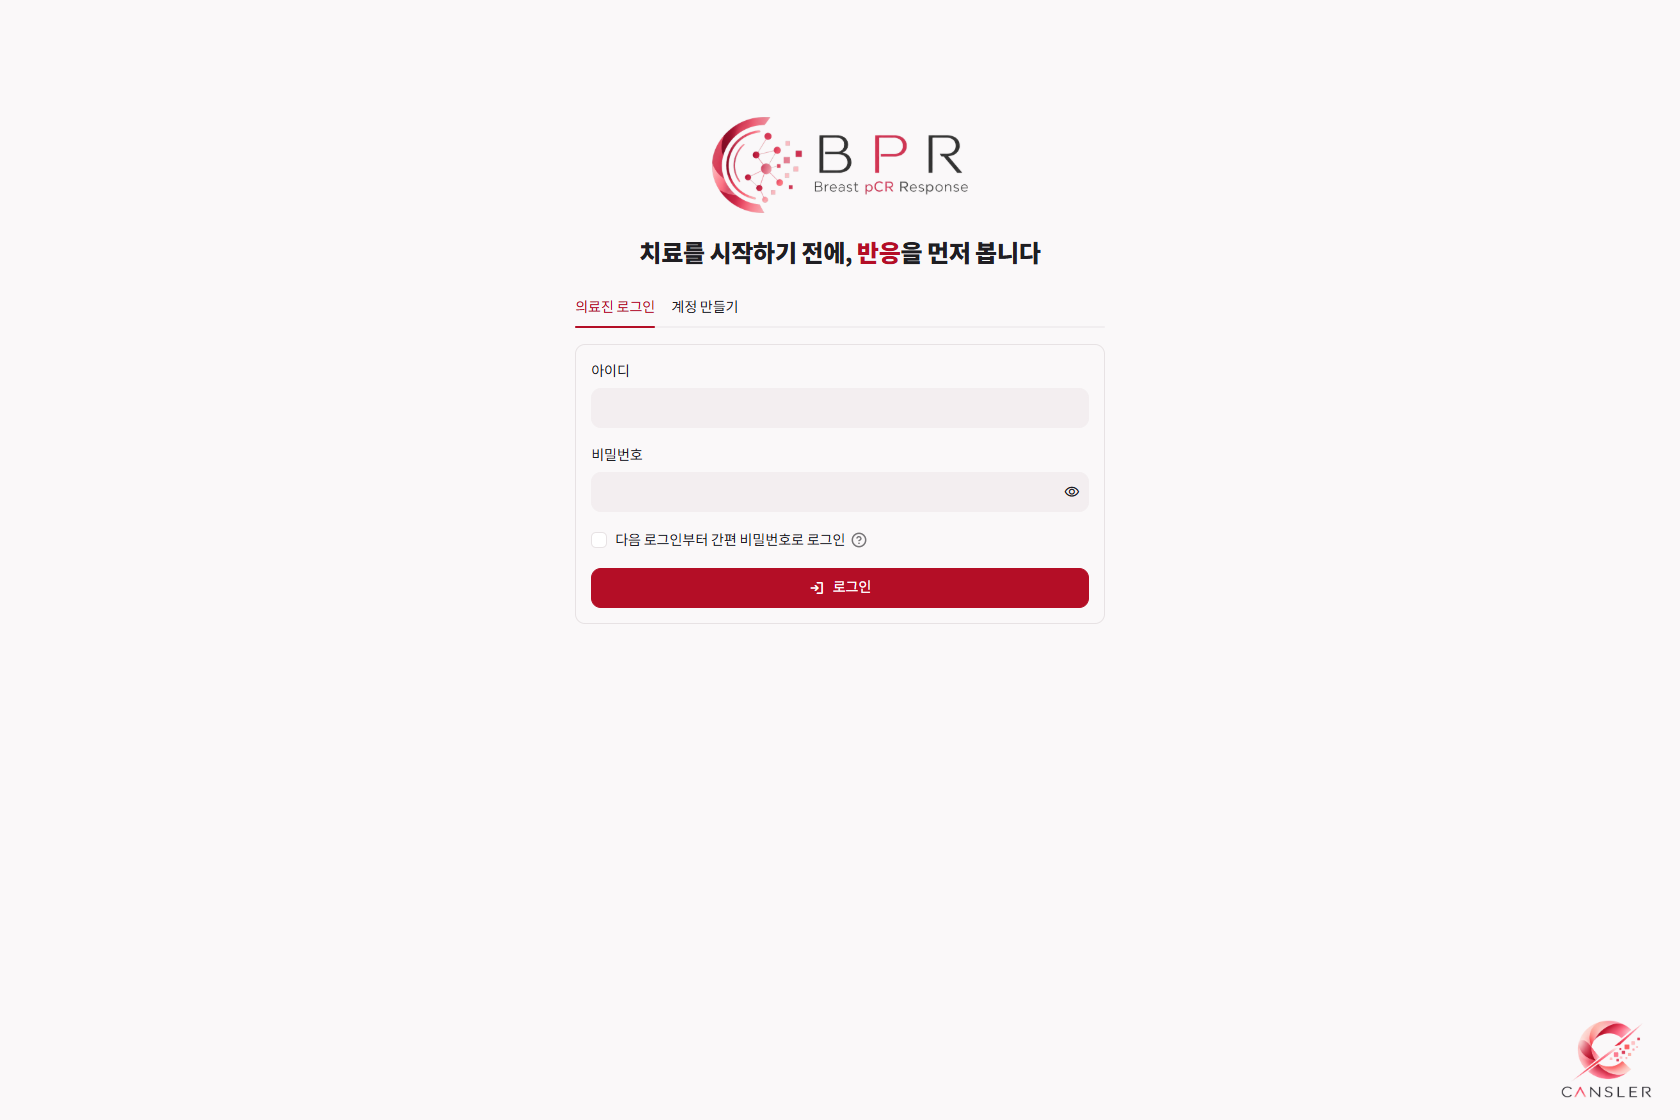 B P R
Breast pCR Response
치료를 시작하기 전에, 반응을 먼저 봅니다
의료진 로그인 계정 만들기
아이디
비밀번호
다음 로그인부터 간편 비밀번호로 로그인
로그인
CANSLER